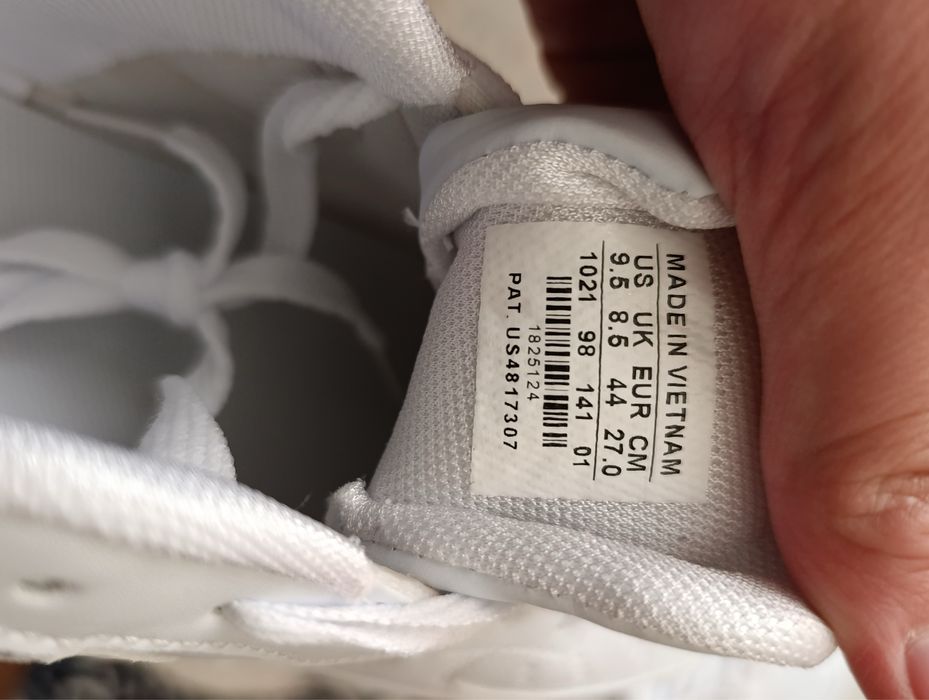 MADE IN VIETNAM
US UK EUR CM
9.5 8.5 44 27.0
1021 98 141 01
1825124
PAT. US4817307